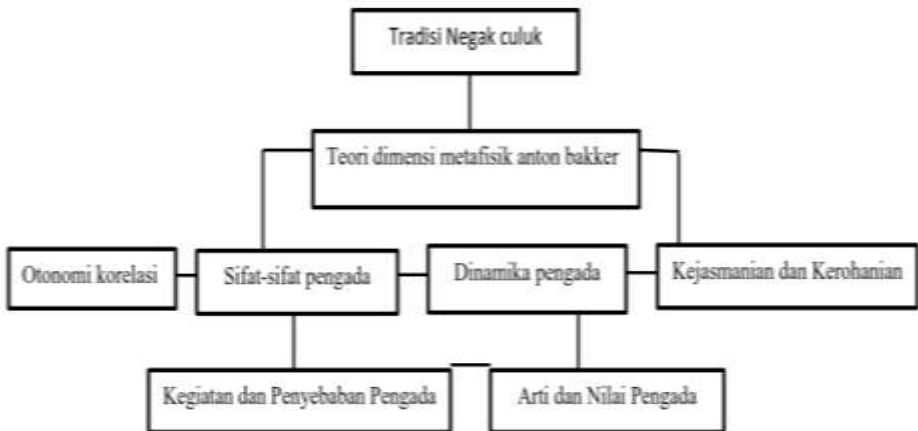 Tradisi Negak culuk
Teori dimensi metafisik anton bakker
Otonomi korelasi
Sifat-sifat pengada
Dinamika pengada
Kejasmanian dan Kerohanian
Kegiatan dan Penyebaban Pengada
Arti dan Nilai Pengada